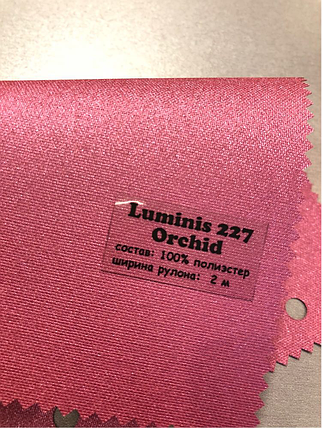 Luminis 227
Orchid
состав: 100% полиэстер
ширина рулона: 2 м